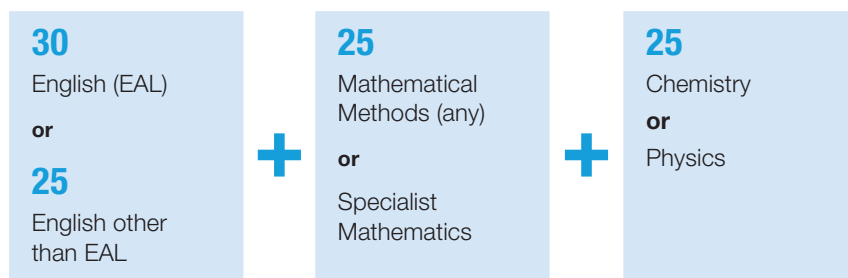 30
English (EAL)
or
25
English other
than EAL
25
Mathematical
Methods (any)
or
Specialist
Mathematics
25
Chemistry
or
Physics